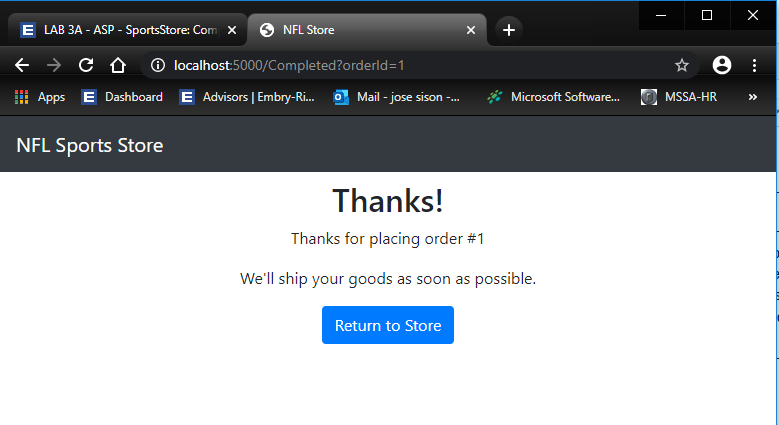 LAB 3A - ASP - SportsStore: Com
NFL Store
localhost:5000/Completed?orderId=1
Apps
Dashboard
Advisors | Embry-Ri...
Mail - jose sison -...
Microsoft Software...
MSSA-HR
NFL Sports Store
Thanks!
Thanks for placing order #1
We'll ship your goods as soon as possible.
Return to Store